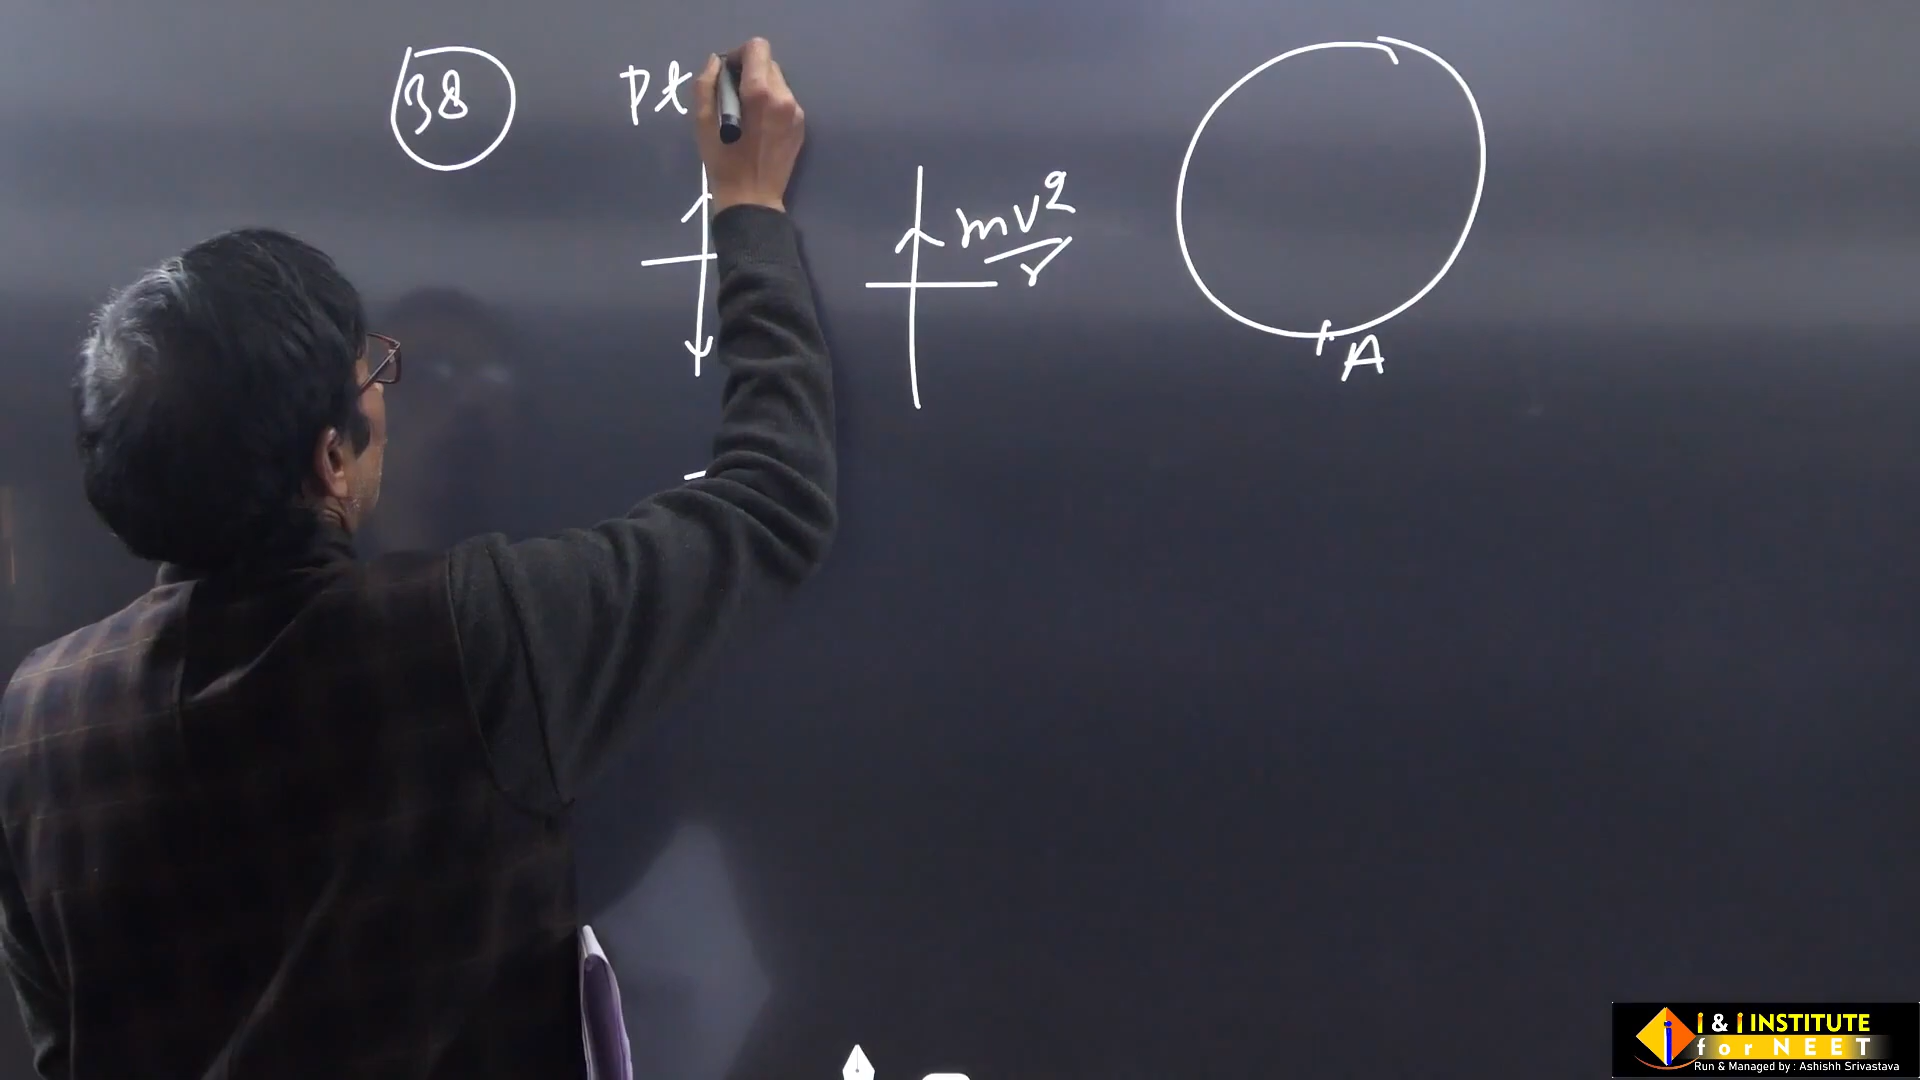 38
pt
mv²
r
A
i & i INSTITUTE
for NEET
Run & Managed by : Ashishh Srivastava